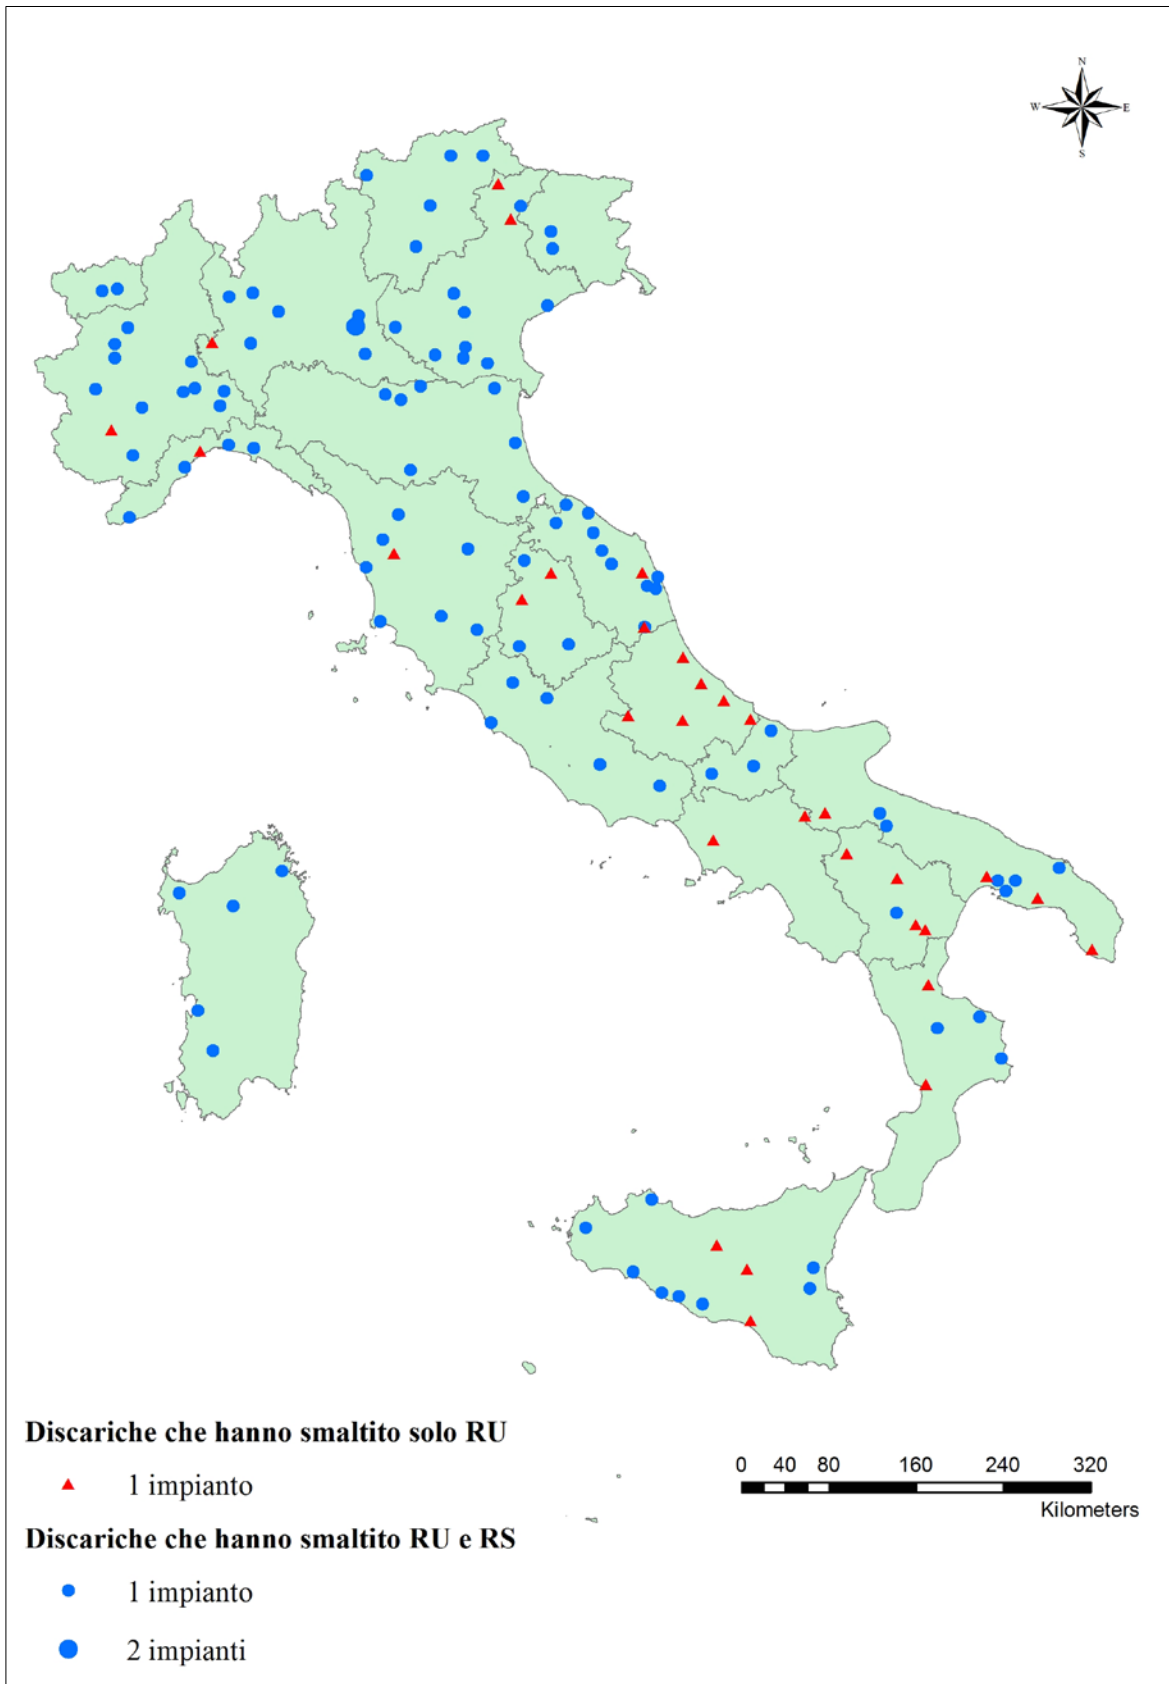 N
W E
S
Discariche che hanno smaltito solo RU
1 impianto
Discariche che hanno smaltito RU e RS
1 impianto
2 impianti
0 40 80 160 240 320
Kilometers